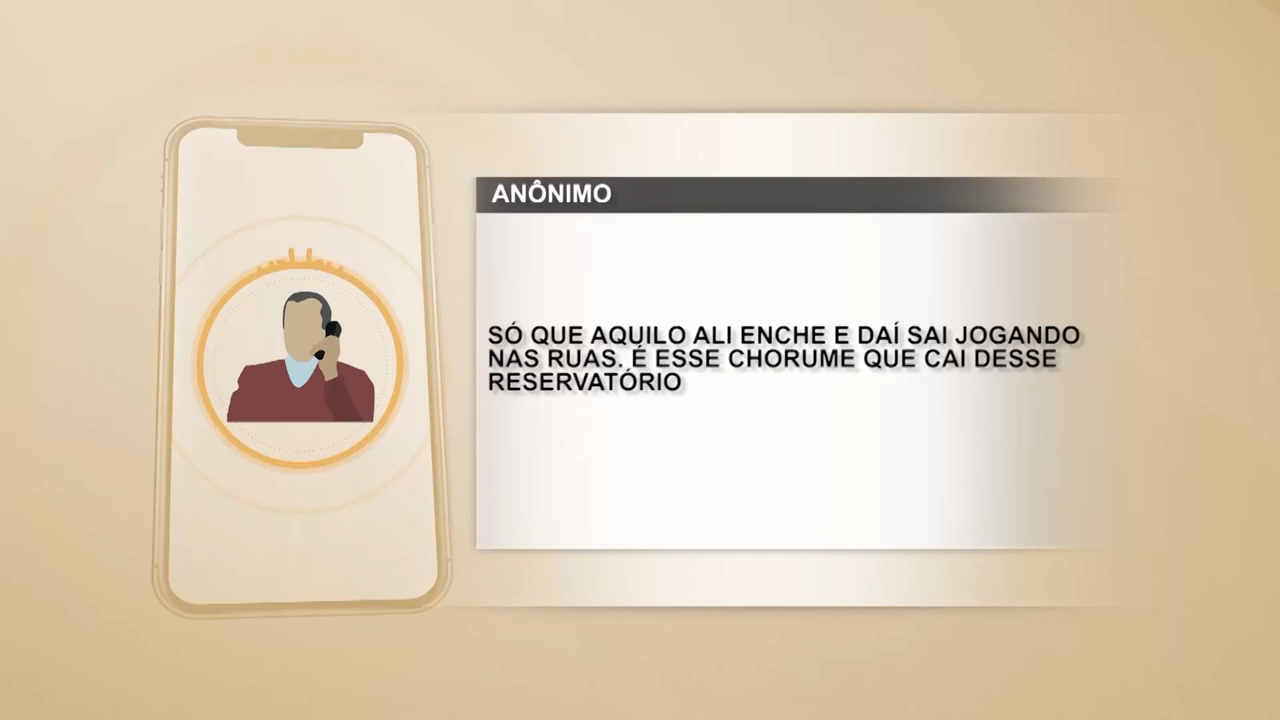 ANÔNIMO
SÓ QUE AQUILO ALI ENCHE E DAÍ SAI JOGANDO
NAS RUAS. É ESSE CHORUME QUE CAI DESSE
RESERVATÓRIO